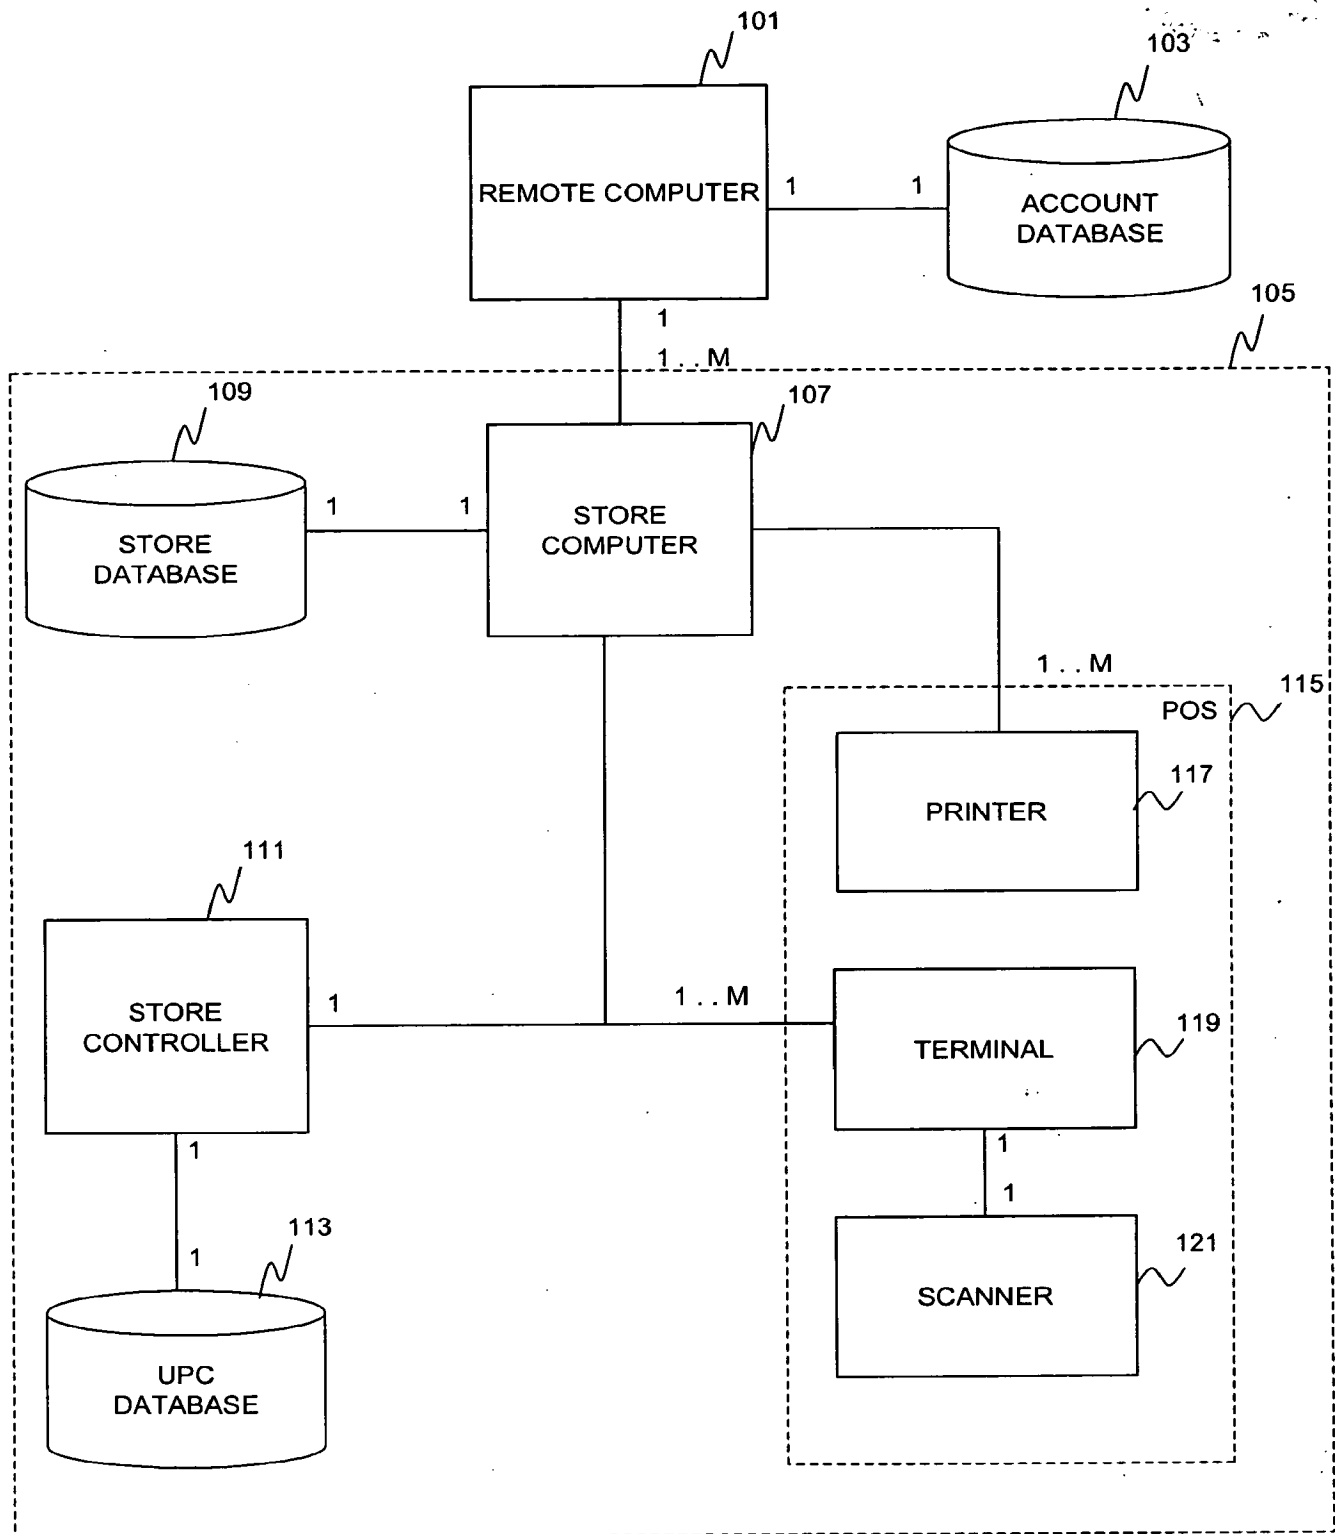 101
103
REMOTE COMPUTER
1
1
ACCOUNT
DATABASE
1
1 . . M
105
109
107
STORE
DATABASE
1
1
STORE
COMPUTER
1 . . M
POS
115
PRINTER
117
111
STORE
CONTROLLER
1
1 . . M
TERMINAL
119
1
1
1
1
113
SCANNER
121
UPC
DATABASE